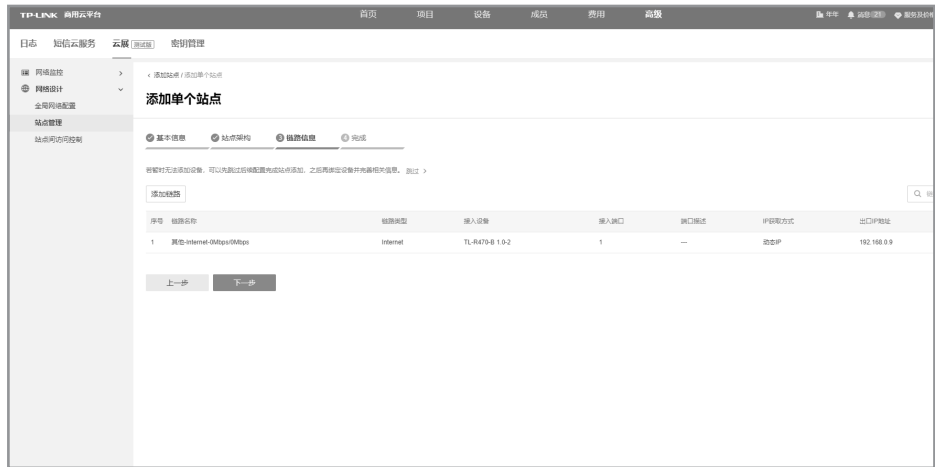 TP-LINK 商用云平台 首页 项目 设备 成员 费用 高级 年年 消息 服务及价
日志 短信云服务 云展 测试版 密钥管理
网络监控
网络设计
全局网络配置
站点管理
站点间访问控制
添加站点 / 添加单个站点
添加单个站点
基本信息 站点架构 3 链路信息 4 完成
若暂时无法添加设备，可以先跳过后续配置完成站点添加，之后再绑定设备并完善相关信息。 跳过 >
添加链路
序号 链路名称 链路类型 接入设备 接入端口 端口描述 IP获取方式 出口IP地址
1 其他-Internet-0Mbps/0Mbps Internet TL-R470-B 1.0-2 1 --- 动态IP 192.168.0.9
上一步 下一步